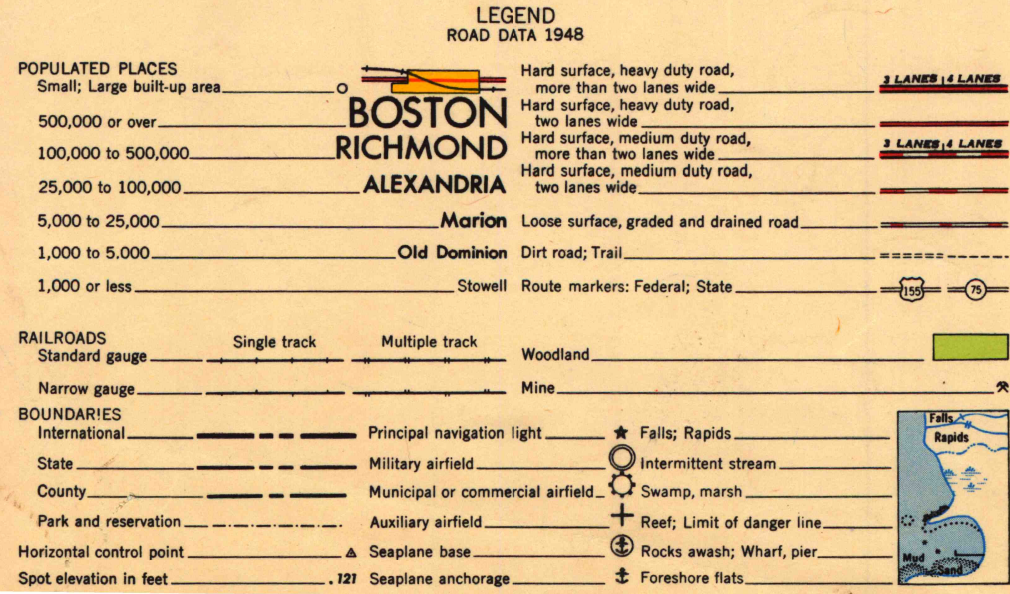 LEGEND
ROAD DATA 1948
POPULATED PLACES
Small; Large built-up area
500,000 or over BOSTON
100,000 to 500,000 RICHMOND
25,000 to 100,000 ALEXANDRIA
5,000 to 25,000 Marion
1,000 to 5.000 Old Dominion
1,000 or less Stowell
Hard surface, heavy duty road,
more than two lanes wide 3 LANES 4 LANES
Hard surface, heavy duty road,
two lanes wide
Hard surface, medium duty road,
more than two lanes wide 3 LANES 4 LANES
Hard surface, medium duty road,
two lanes wide
Loose surface, graded and drained road
Dirt road; Trail
Route markers: Federal; State 155 75
RAILROADS
Single track Multiple track
Standard gauge
Narrow gauge
Woodland
Mine
BOUNDARIES
International
State
County
Park and reservation
Horizontal control point
Spot elevation in feet .121
Principal navigation light
Military airfield
Municipal or commercial airfield
Auxiliary airfield
Seaplane base
Seaplane anchorage
Falls; Rapids
Intermittent stream
Swamp, marsh
Reef; Limit of danger line
Rocks awash; Wharf, pier
Foreshore flats
Falls
Rapids
Mud
Sand